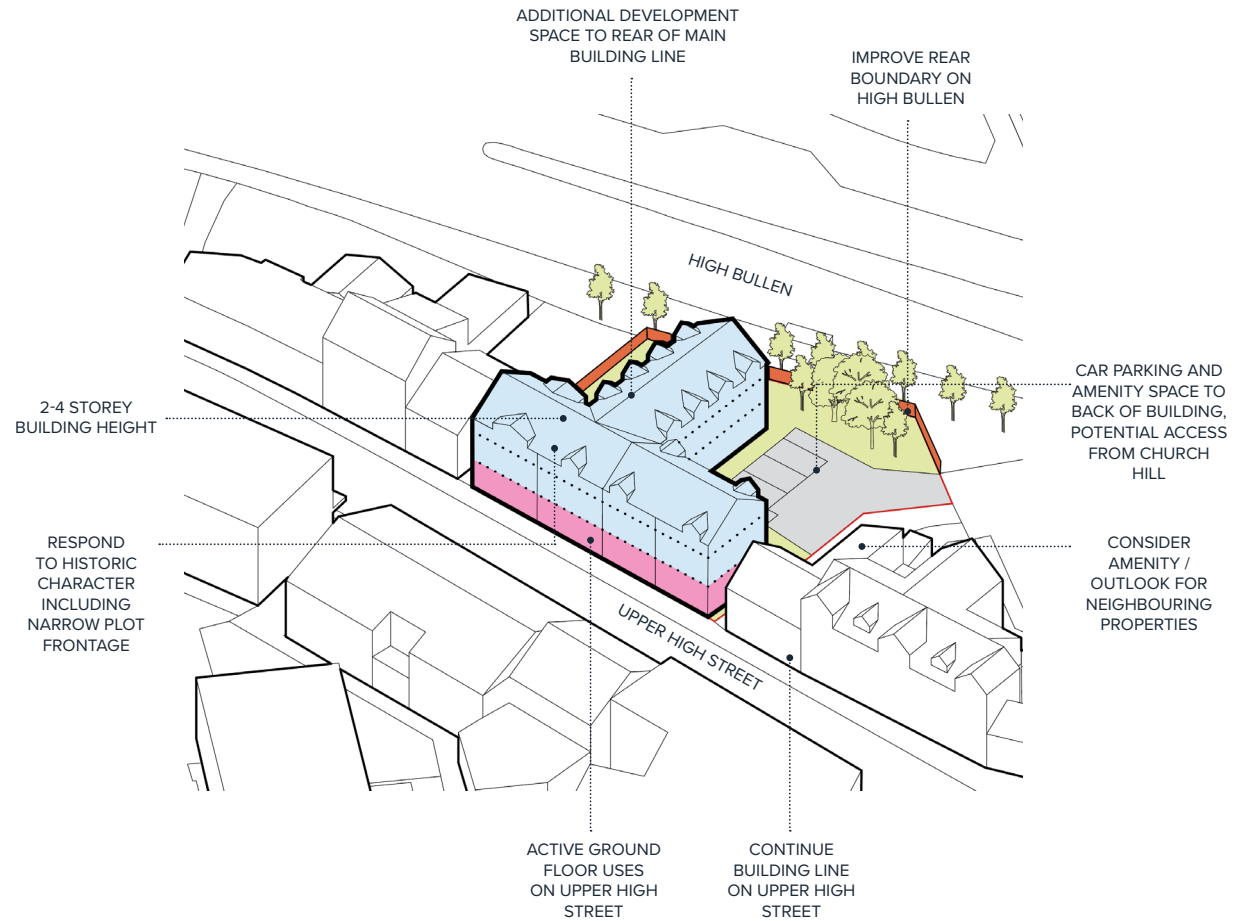 ADDITIONAL DEVELOPMENT
SPACE TO REAR OF MAIN
BUILDING LINE
IMPROVE REAR
BOUNDARY ON
HIGH BULLEN
HIGH BULLEN
2-4 STOREY
BUILDING HEIGHT
CAR PARKING AND
AMENITY SPACE TO
BACK OF BUILDING,
POTENTIAL ACCESS
FROM CHURCH
HILL
RESPOND
TO HISTORIC
CHARACTER
INCLUDING
NARROW PLOT
FRONTAGE
CONSIDER
AMENITY /
OUTLOOK FOR
NEIGHBOURING
PROPERTIES
UPPER HIGH STREET
ACTIVE GROUND
FLOOR USES
ON UPPER HIGH
STREET
CONTINUE
BUILDING LINE
ON UPPER HIGH
STREET